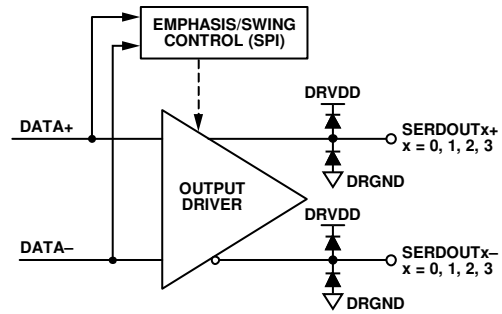 EMPHASIS/SWING
CONTROL (SPI)
DRVDD
DATA+
SERDOUTx+
x = 0, 1, 2, 3
DRGND
OUTPUT
DRIVER
DRVDD
DATA–
SERDOUTx–
x = 0, 1, 2, 3
DRGND